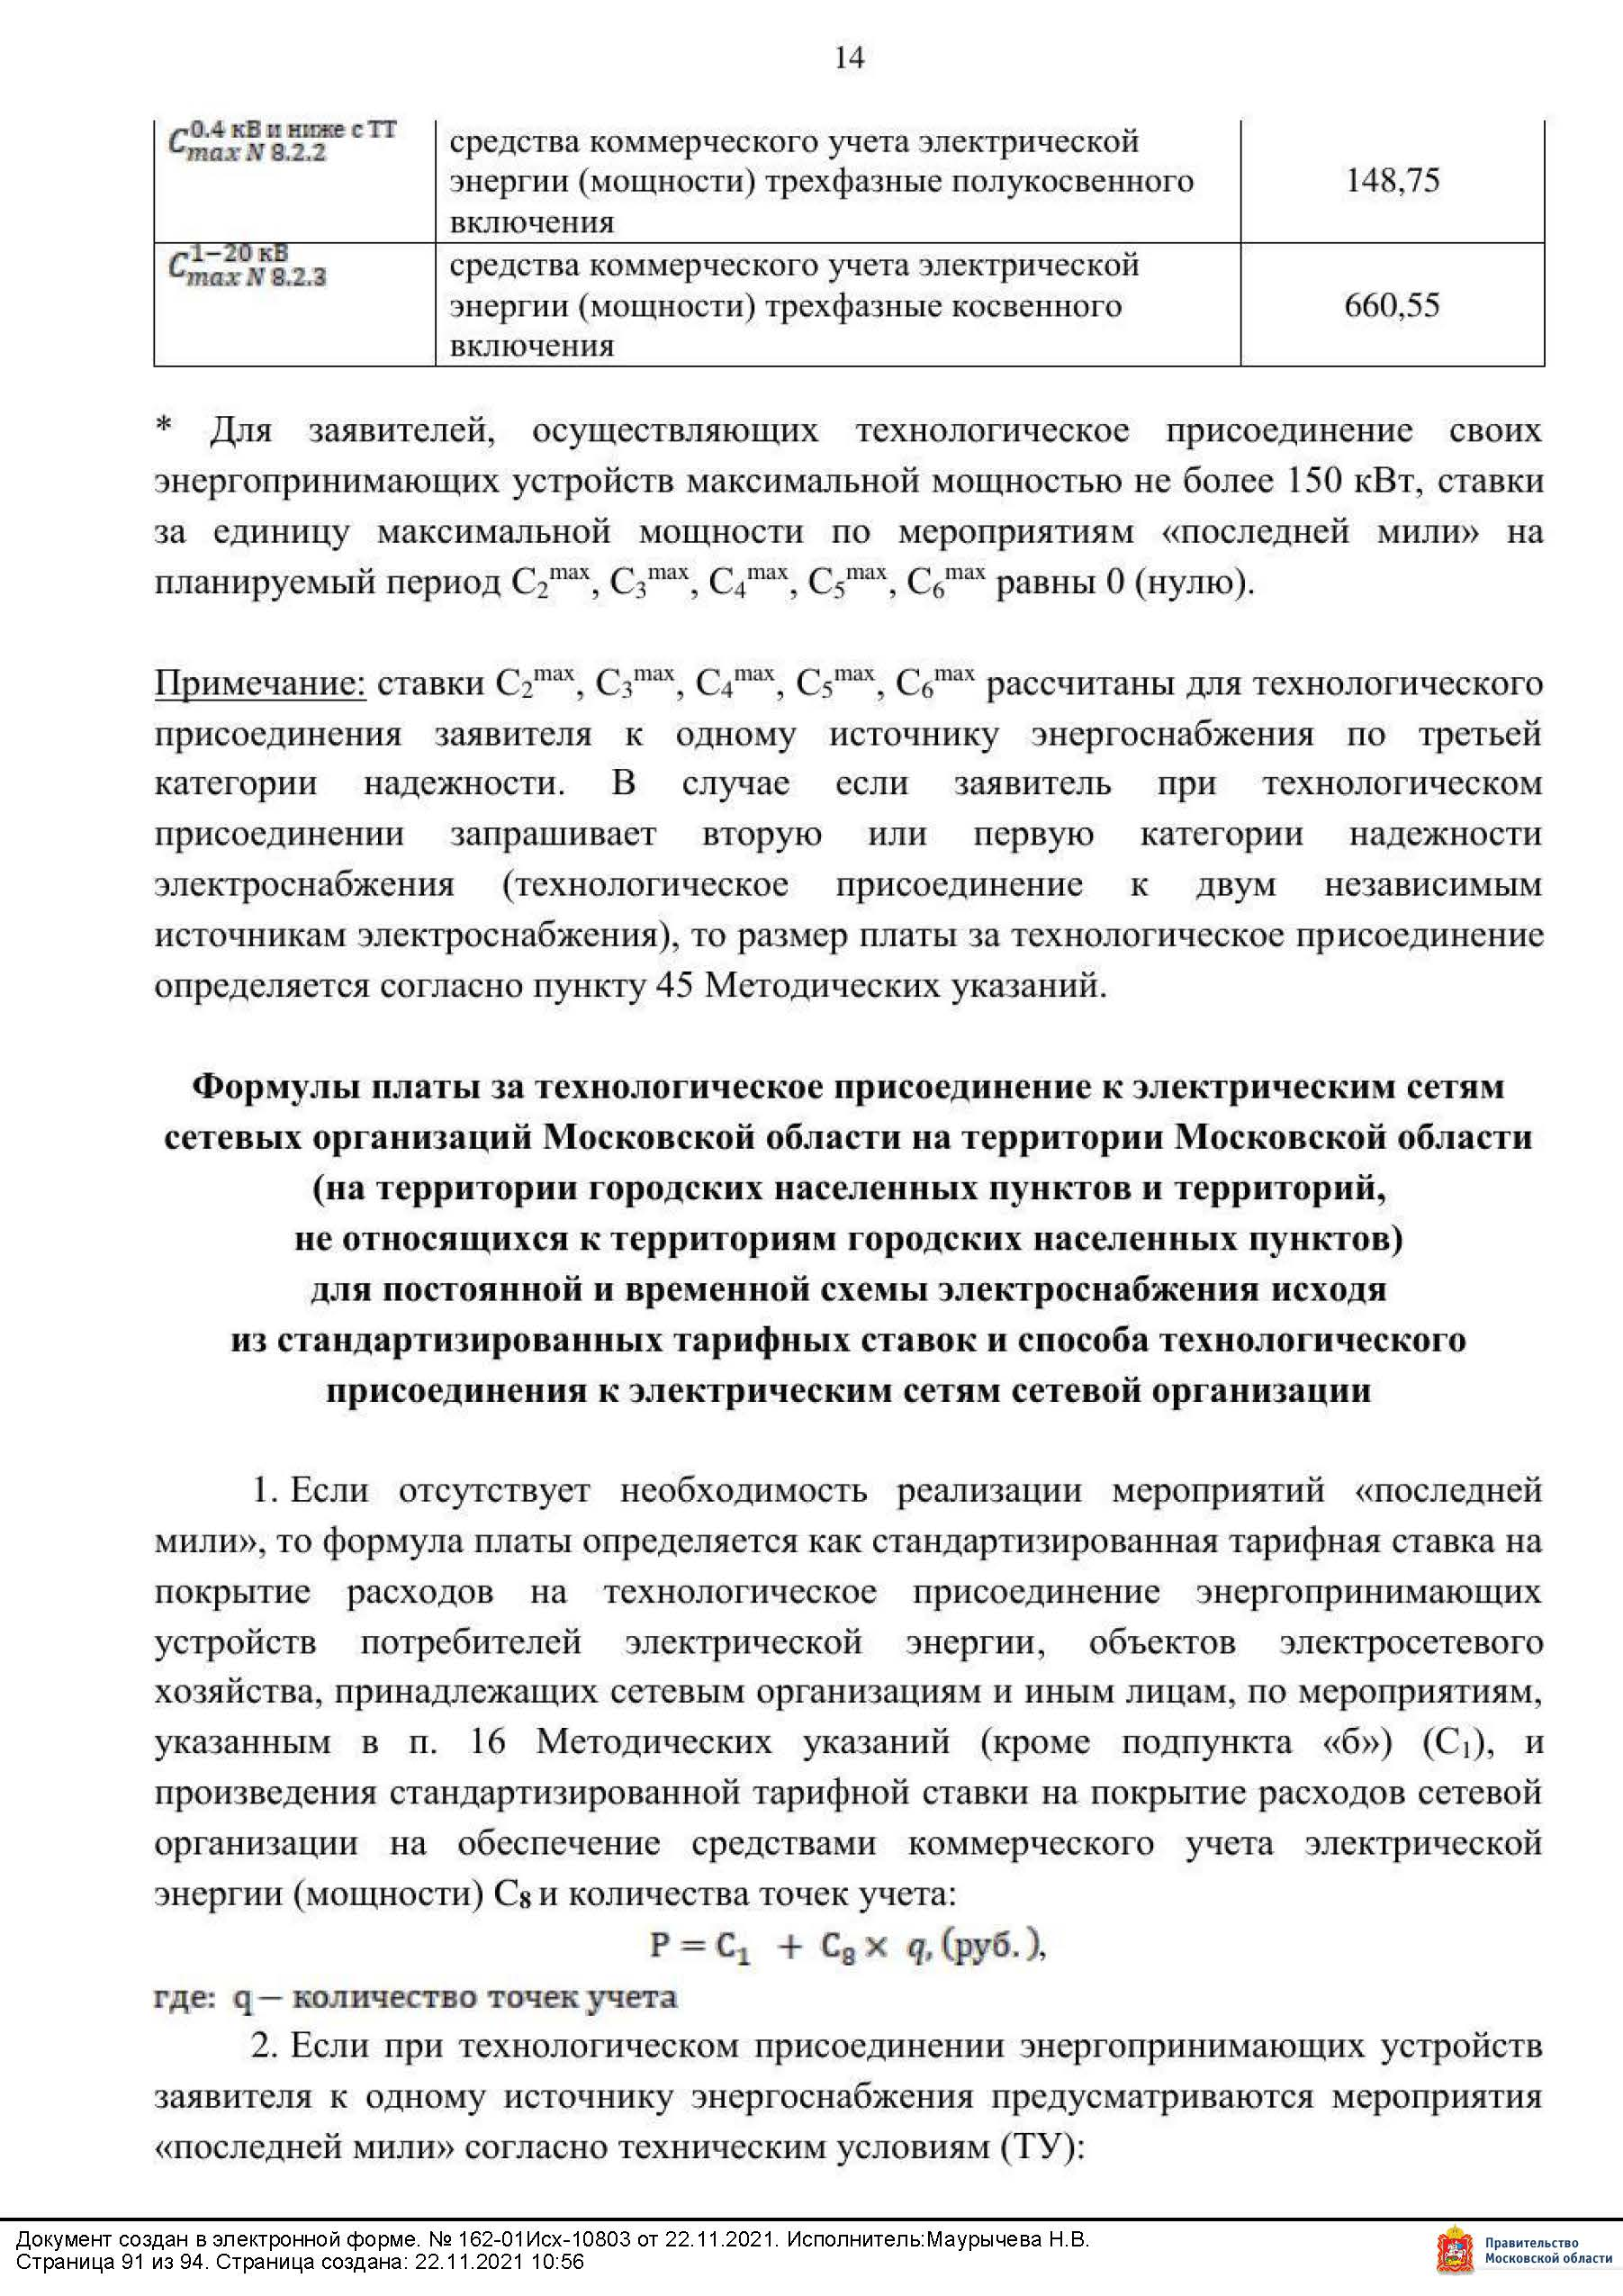 14
C 0.4 кВ и ниже с ТТ max N 8.2.2
средства коммерческого учета электрической
энергии (мощности) трехфазные полукосвенного
включения
148,75
C 1−20 кВ max N 8.2.3
средства коммерческого учета электрической
энергии (мощности) трехфазные косвенного
включения
660,55
* Для заявителей, осуществляющих технологическое присоединение своих
энергопринимающих устройств максимальной мощностью не более 150 кВт, ставки
за единицу максимальной мощности по мероприятиям «последней мили» на
планируемый период С₂ᵐᵃˣ, С₃ᵐᵃˣ, С₄ᵐᵃˣ, С₅ᵐᵃˣ, С₆ᵐᵃˣ равны 0 (нулю).
Примечание: ставки С₂ᵐᵃˣ, С₃ᵐᵃˣ, С₄ᵐᵃˣ, С₅ᵐᵃˣ, С₆ᵐᵃˣ рассчитаны для технологического
присоединения заявителя к одному источнику энергоснабжения по третьей
категории надежности. В случае если заявитель при технологическом
присоединении запрашивает вторую или первую категории надежности
электроснабжения (технологическое присоединение к двум независимым
источникам электроснабжения), то размер платы за технологическое присоединение
определяется согласно пункту 45 Методических указаний.
Формулы платы за технологическое присоединение к электрическим сетям
сетевых организаций Московской области на территории Московской области
(на территории городских населенных пунктов и территорий,
не относящихся к территориям городских населенных пунктов)
для постоянной и временной схемы электроснабжения исходя
из стандартизированных тарифных ставок и способа технологического
присоединения к электрическим сетям сетевой организации
1. Если отсутствует необходимость реализации мероприятий «последней
мили», то формула платы определяется как стандартизированная тарифная ставка на
покрытие расходов на технологическое присоединение энергопринимающих
устройств потребителей электрической энергии, объектов электросетевого
хозяйства, принадлежащих сетевым организациям и иным лицам, по мероприятиям,
указанным в п. 16 Методических указаний (кроме подпункта «б») (С₁), и
произведения стандартизированной тарифной ставки на покрытие расходов сетевой
организации на обеспечение средствами коммерческого учета электрической
энергии (мощности) С₈ и количества точек учета:
P = C₁ + C₈ × q, (руб. ),
где: q − количество точек учета
2. Если при технологическом присоединении энергопринимающих устройств
заявителя к одному источнику энергоснабжения предусматриваются мероприятия
«последней мили» согласно техническим условиям (ТУ):
Документ создан в электронной форме. № 162-01Исх-10803 от 22.11.2021. Исполнитель:Маурычева Н.В.
Страница 91 из 94. Страница создана: 22.11.2021 10:56
Правительство
Московской области